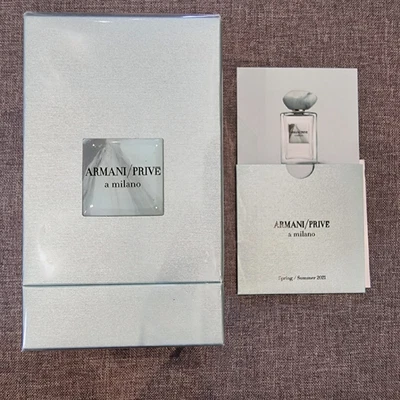 ARMANI/PRIVE
a milano
ARMANI/PRIVE
a milano
Spring / Summer 2021